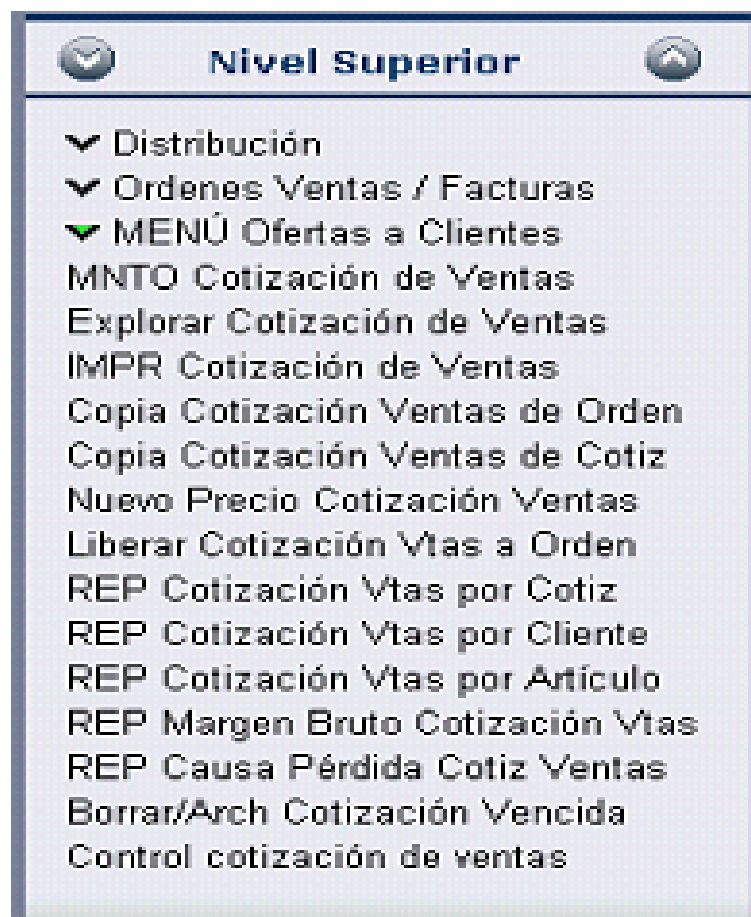 Nivel Superior
Distribución
Ordenes Ventas / Facturas
MENÚ Ofertas a Clientes
MNTO Cotización de Ventas
Explorar Cotización de Ventas
IMPR Cotización de Ventas
Copia Cotización Ventas de Orden
Copia Cotización Ventas de Cotiz
Nuevo Precio Cotización Ventas
Liberar Cotización Vtas a Orden
REP Cotización Vtas por Cotiz
REP Cotización Vtas por Cliente
REP Cotización Vtas por Artículo
REP Margen Bruto Cotización Vtas
REP Causa Pérdida Cotiz Ventas
Borrar/Arch Cotización Vencida
Control cotización de ventas